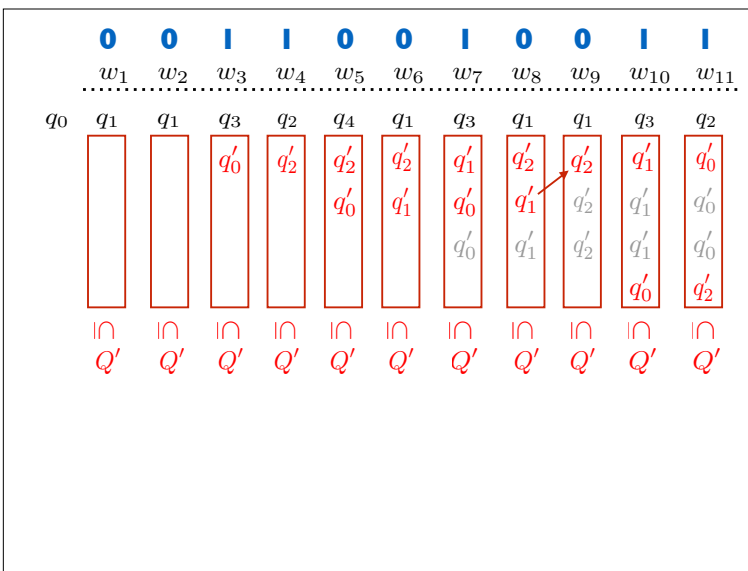 0 0 1 1 0 0 1 0 0 1 1
w₁ w₂ w₃ w₄ w₅ w₆ w₇ w₈ w₉ w₁₀ w₁₁
q₀ q₁ q₁ q₃ q₂ q₄ q₁ q₃ q₁ q₁ q₃ q₂
q′₀ q′₂ q′₂ q′₂ q′₁ q′₂ q′₂ q′₁ q′₀
q′₀ q′₁ q′₀ q′₁ q′₂ q′₁ q′₀
q′₀ q′₁ q′₂ q′₁ q′₀
q′₀ q′₂
⊆ ⊆ ⊆ ⊆ ⊆ ⊆ ⊆ ⊆ ⊆ ⊆ ⊆
Q′ Q′ Q′ Q′ Q′ Q′ Q′ Q′ Q′ Q′ Q′